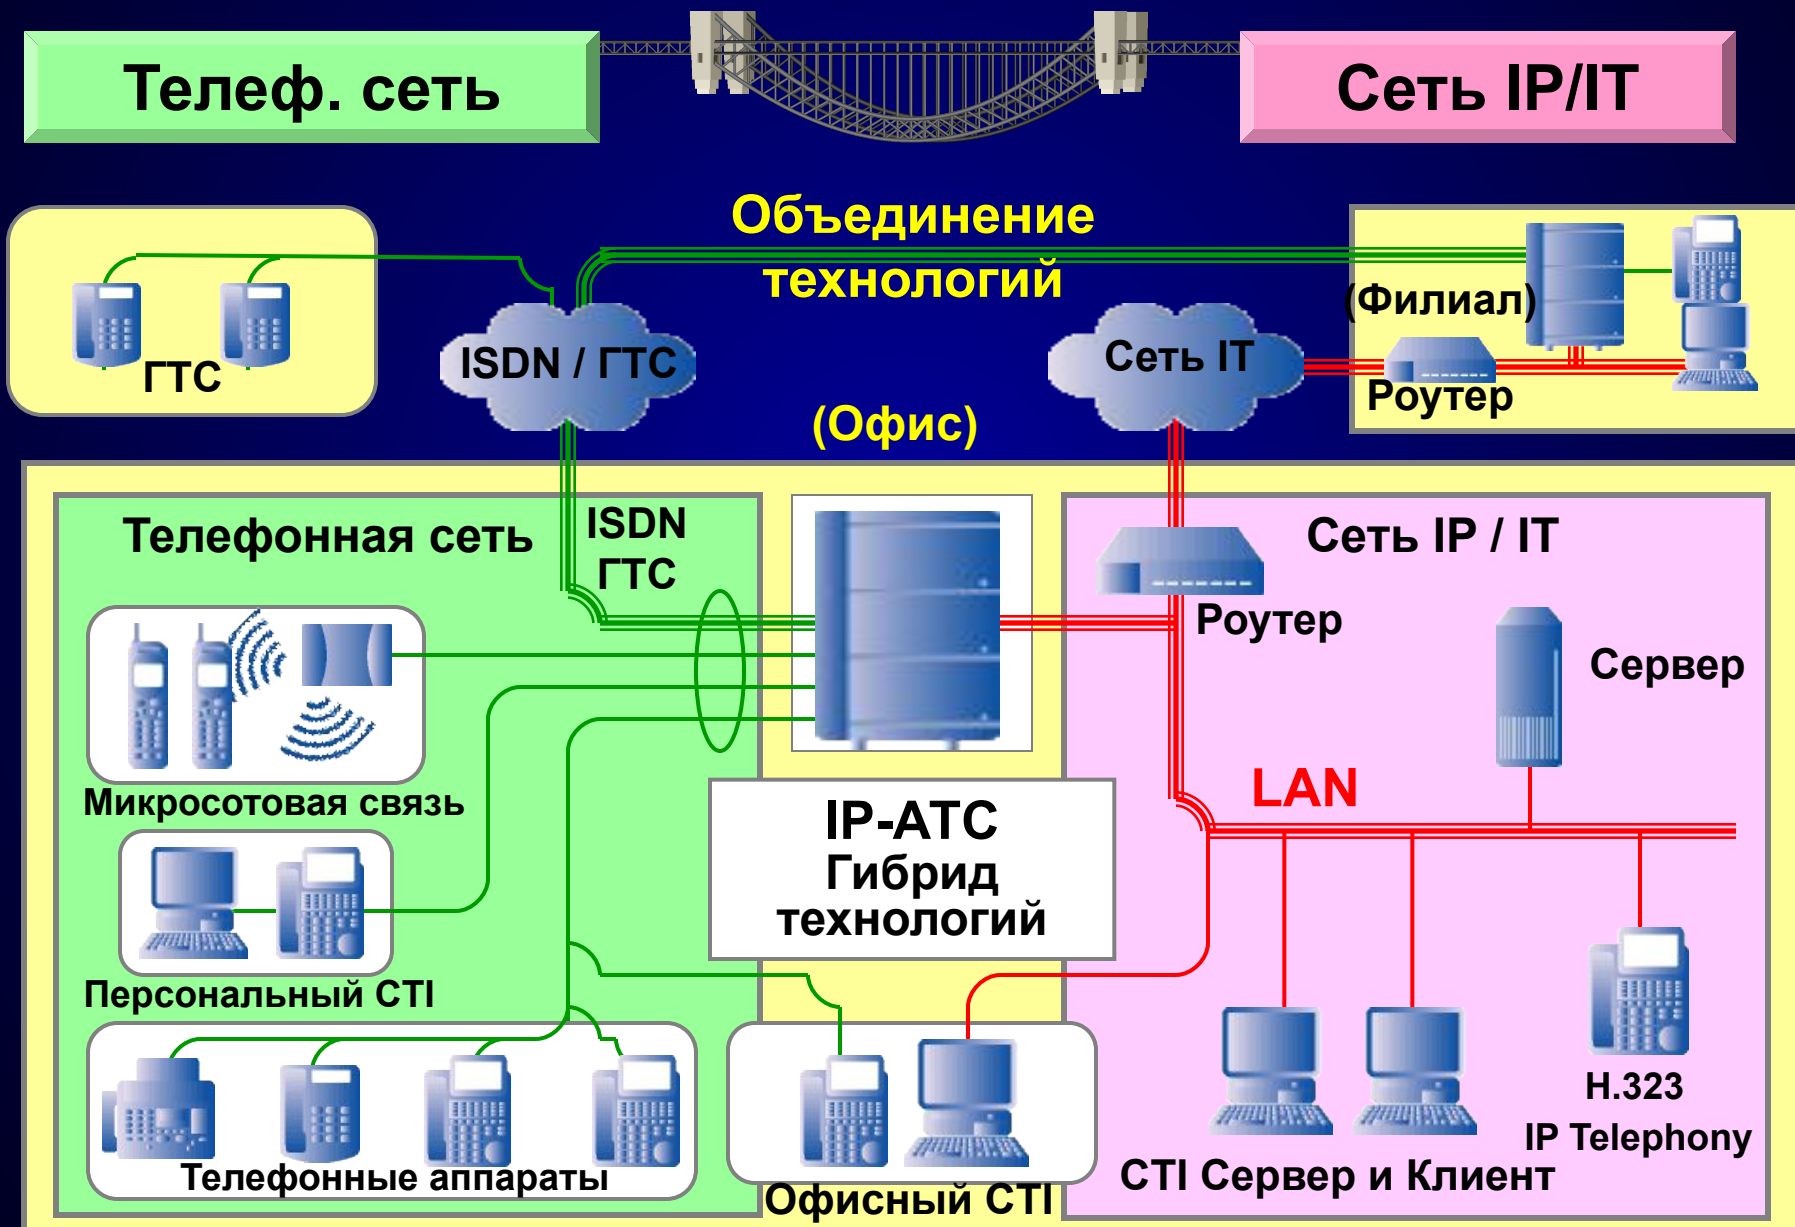 Телеф. сеть
Сеть IP/IT
Объединение
технологий
(Филиал)
ГТС
ISDN / ГТС
Сеть IT
Роутер
(Офис)
Телефонная сеть
ISDN
ГТС
Сеть IP / IT
Роутер
Сервер
Микросотовая связь
LAN
IP-АТС
Гибрид
технологий
Персональный CTI
H.323
IP Telephony
Телефонные аппараты
Офисный CTI
CTI Сервер и Клиент